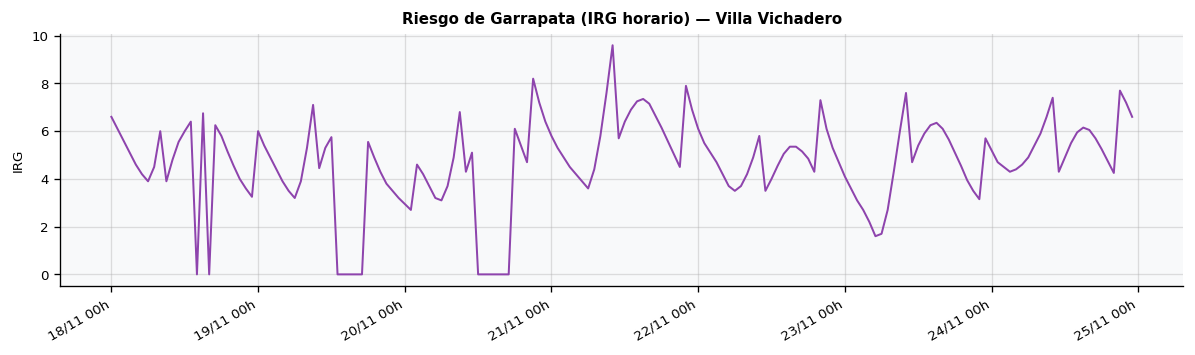 Riesgo de Garrapata (IRG horario) — Villa Vichadero
IRG
10
8
6
4
2
0
18/11 00h
19/11 00h
20/11 00h
21/11 00h
22/11 00h
23/11 00h
24/11 00h
25/11 00h